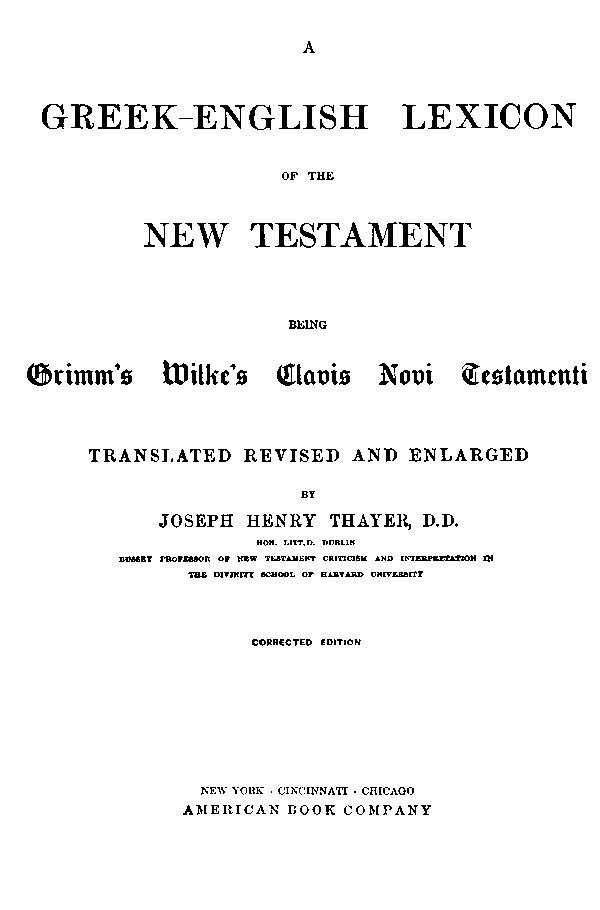 A
GREEK-ENGLISH LEXICON
OF THE
NEW TESTAMENT
BEING
Grimm's Wilke's Clavis Novi Testamenti
TRANSLATED REVISED AND ENLARGED
BY
JOSEPH HENRY THAYER, D.D.
HON. LITT.D. DUBLIN
BUSSEY PROFESSOR OF NEW TESTAMENT CRITICISM AND INTERPRETATION IN
THE DIVINITY SCHOOL OF HARVARD UNIVERSITY
CORRECTED EDITION
NEW YORK · CINCINNATI · CHICAGO
AMERICAN BOOK COMPANY